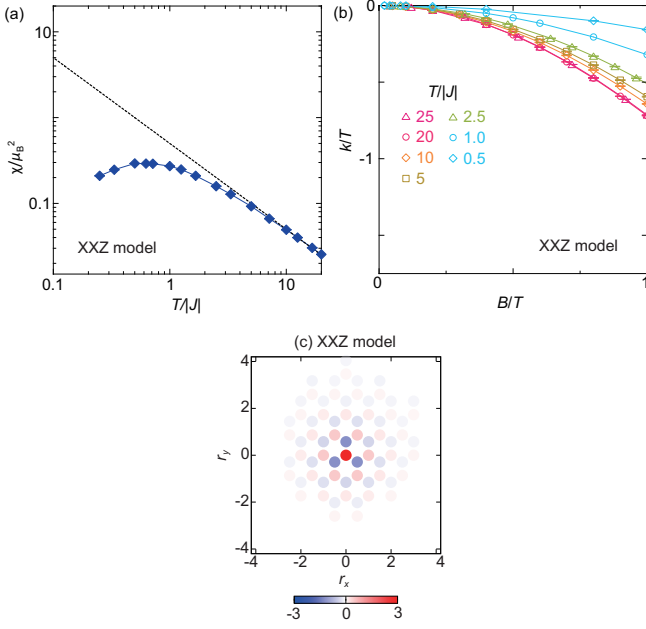 (a)
10
1
0.1
χ/μB²
XXZ model
0.1
1
10
T/|J|
(b)
0
-1
k/T
T/|J|
25
2.5
20
1.0
10
0.5
5
XXZ model
0
1
B/T
(c) XXZ model
4
2
0
-2
-4
ry
-4
-2
0
2
4
rx
-3
0
3